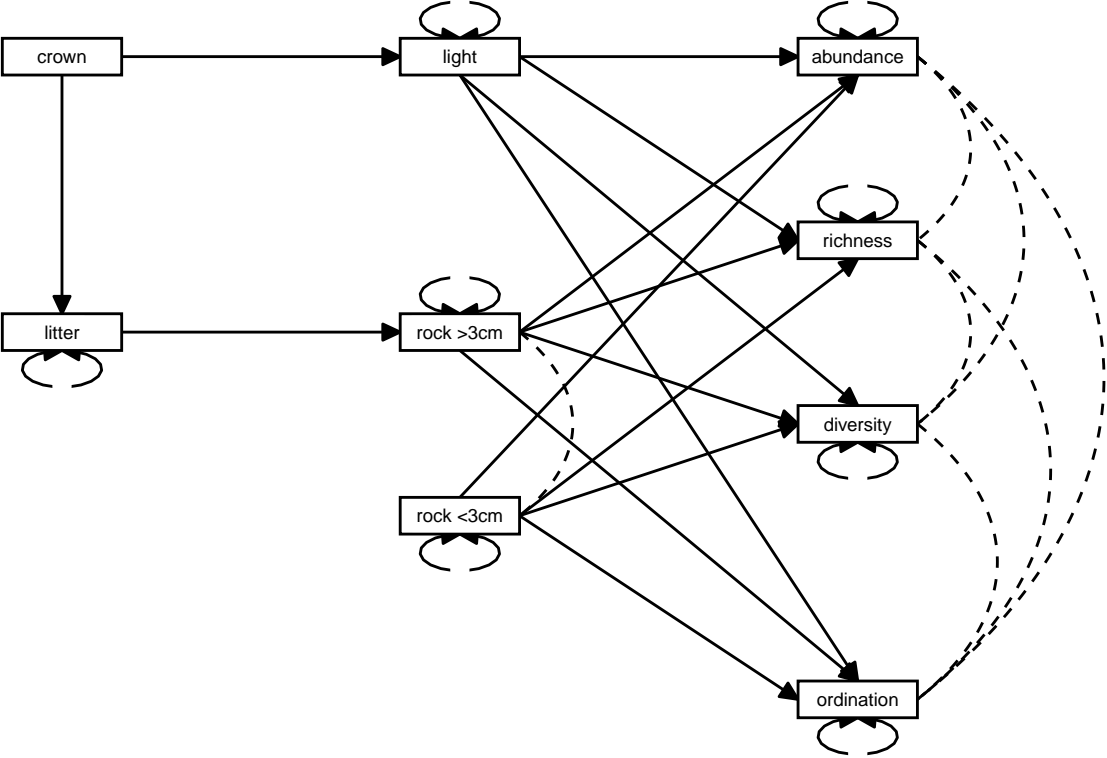 crown
light
abundance
richness
litter
rock >3cm
diversity
rock <3cm
ordination